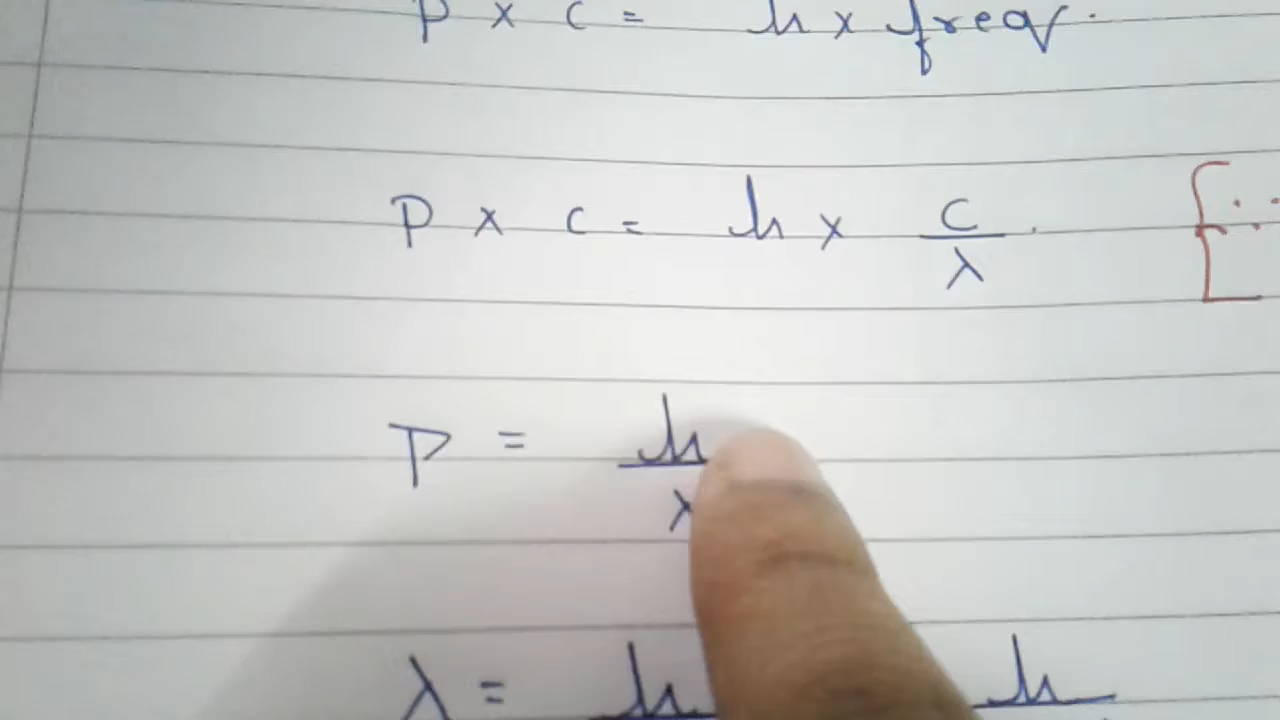 P × c = h × freq.
P × c = h × c/λ.
P = h/λ
λ = h h